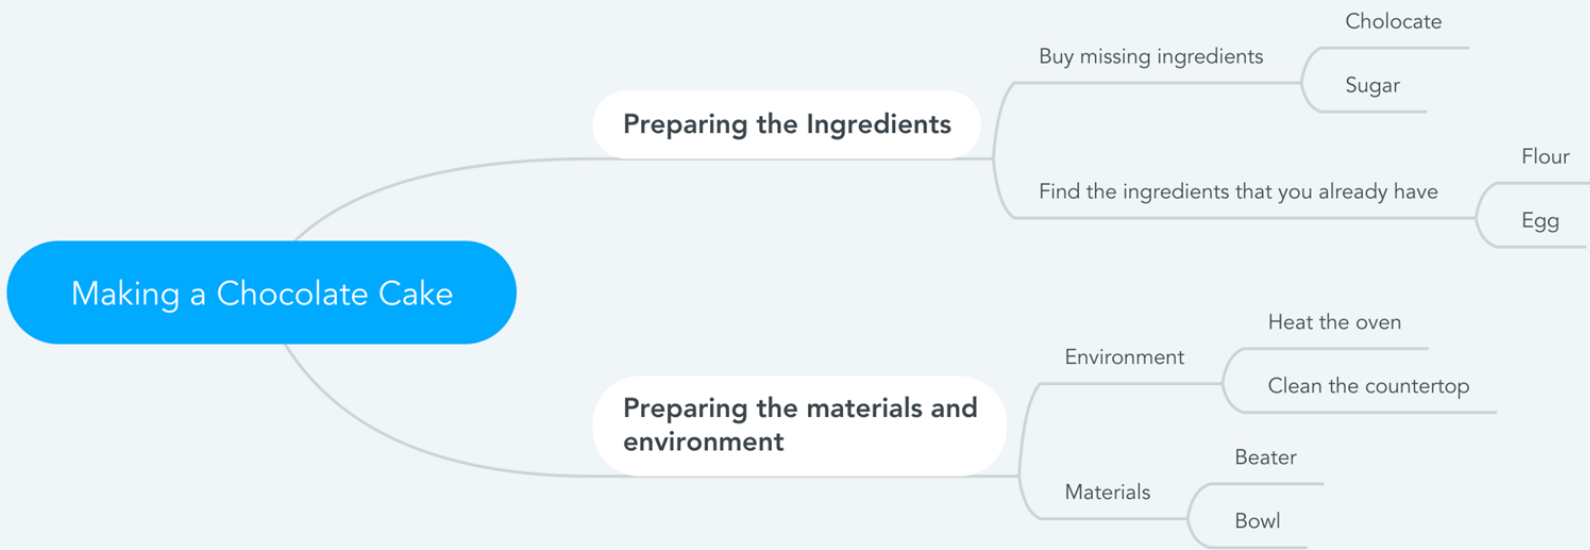 Making a Chocolate Cake
Preparing the Ingredients
Buy missing ingredients
Cholocate
Sugar
Find the ingredients that you already have
Flour
Egg
Preparing the materials and
environment
Environment
Heat the oven
Clean the countertop
Materials
Beater
Bowl